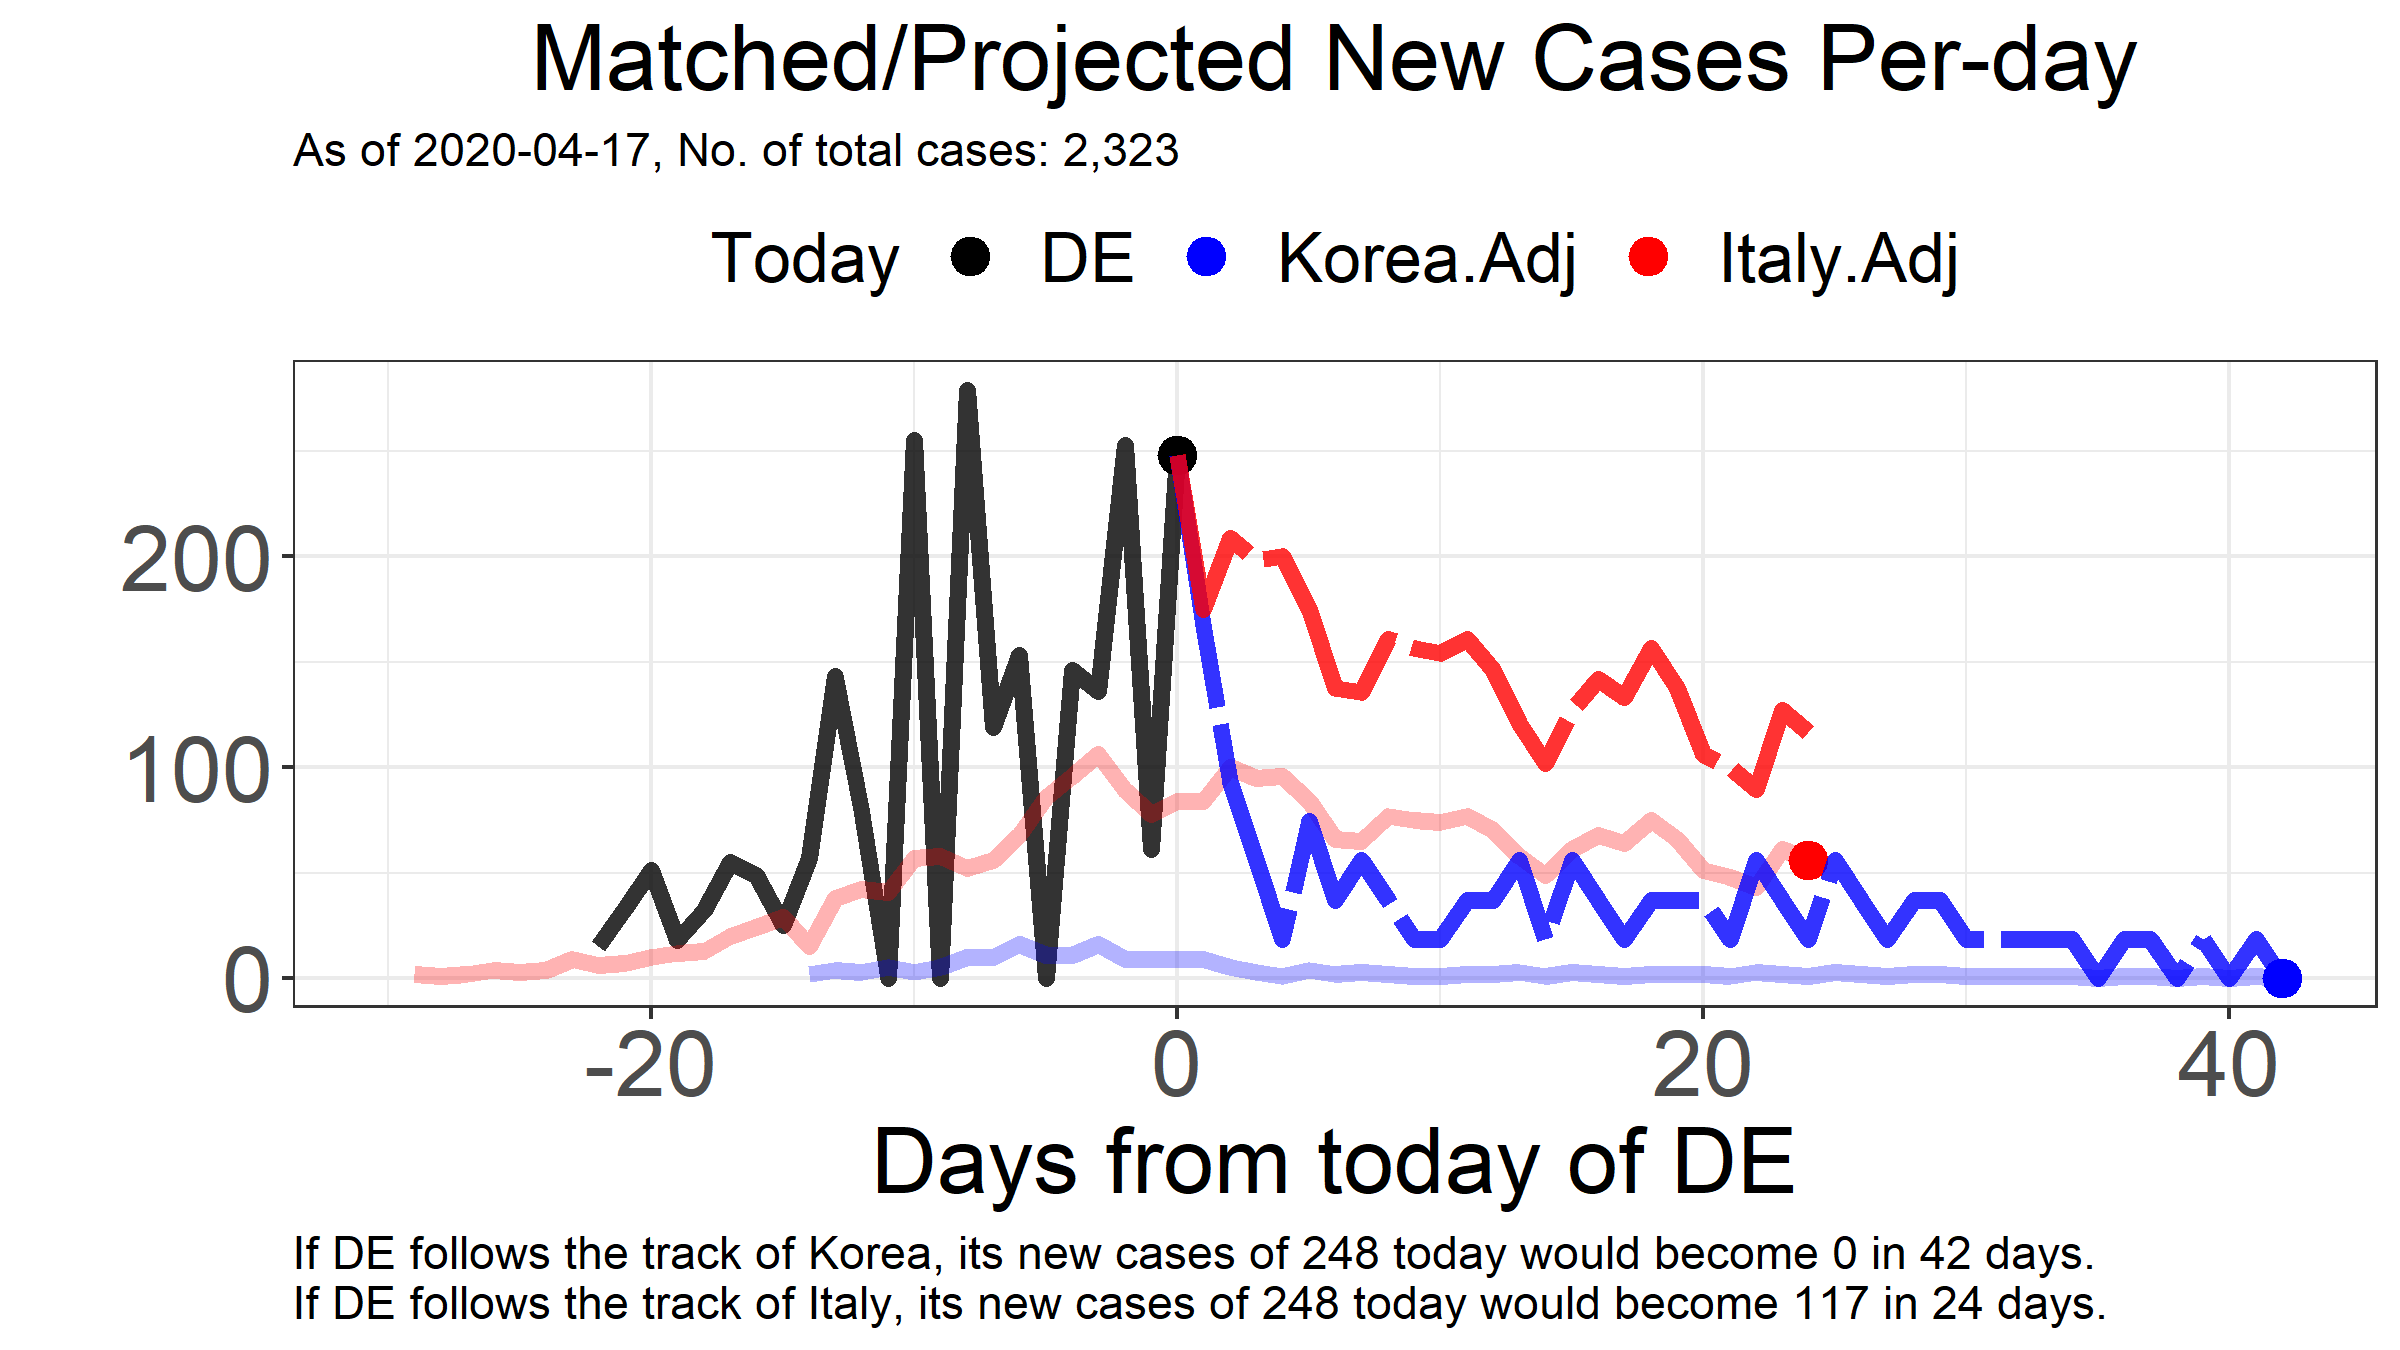 Matched/Projected New Cases Per-day
As of 2020-04-17, No. of total cases: 2,323
Today DE Korea.Adj Italy.Adj
200
100
0
-20 0 20 40
Days from today of DE
If DE follows the track of Korea, its new cases of 248 today would become 0 in 42 days.
If DE follows the track of Italy, its new cases of 248 today would become 117 in 24 days.